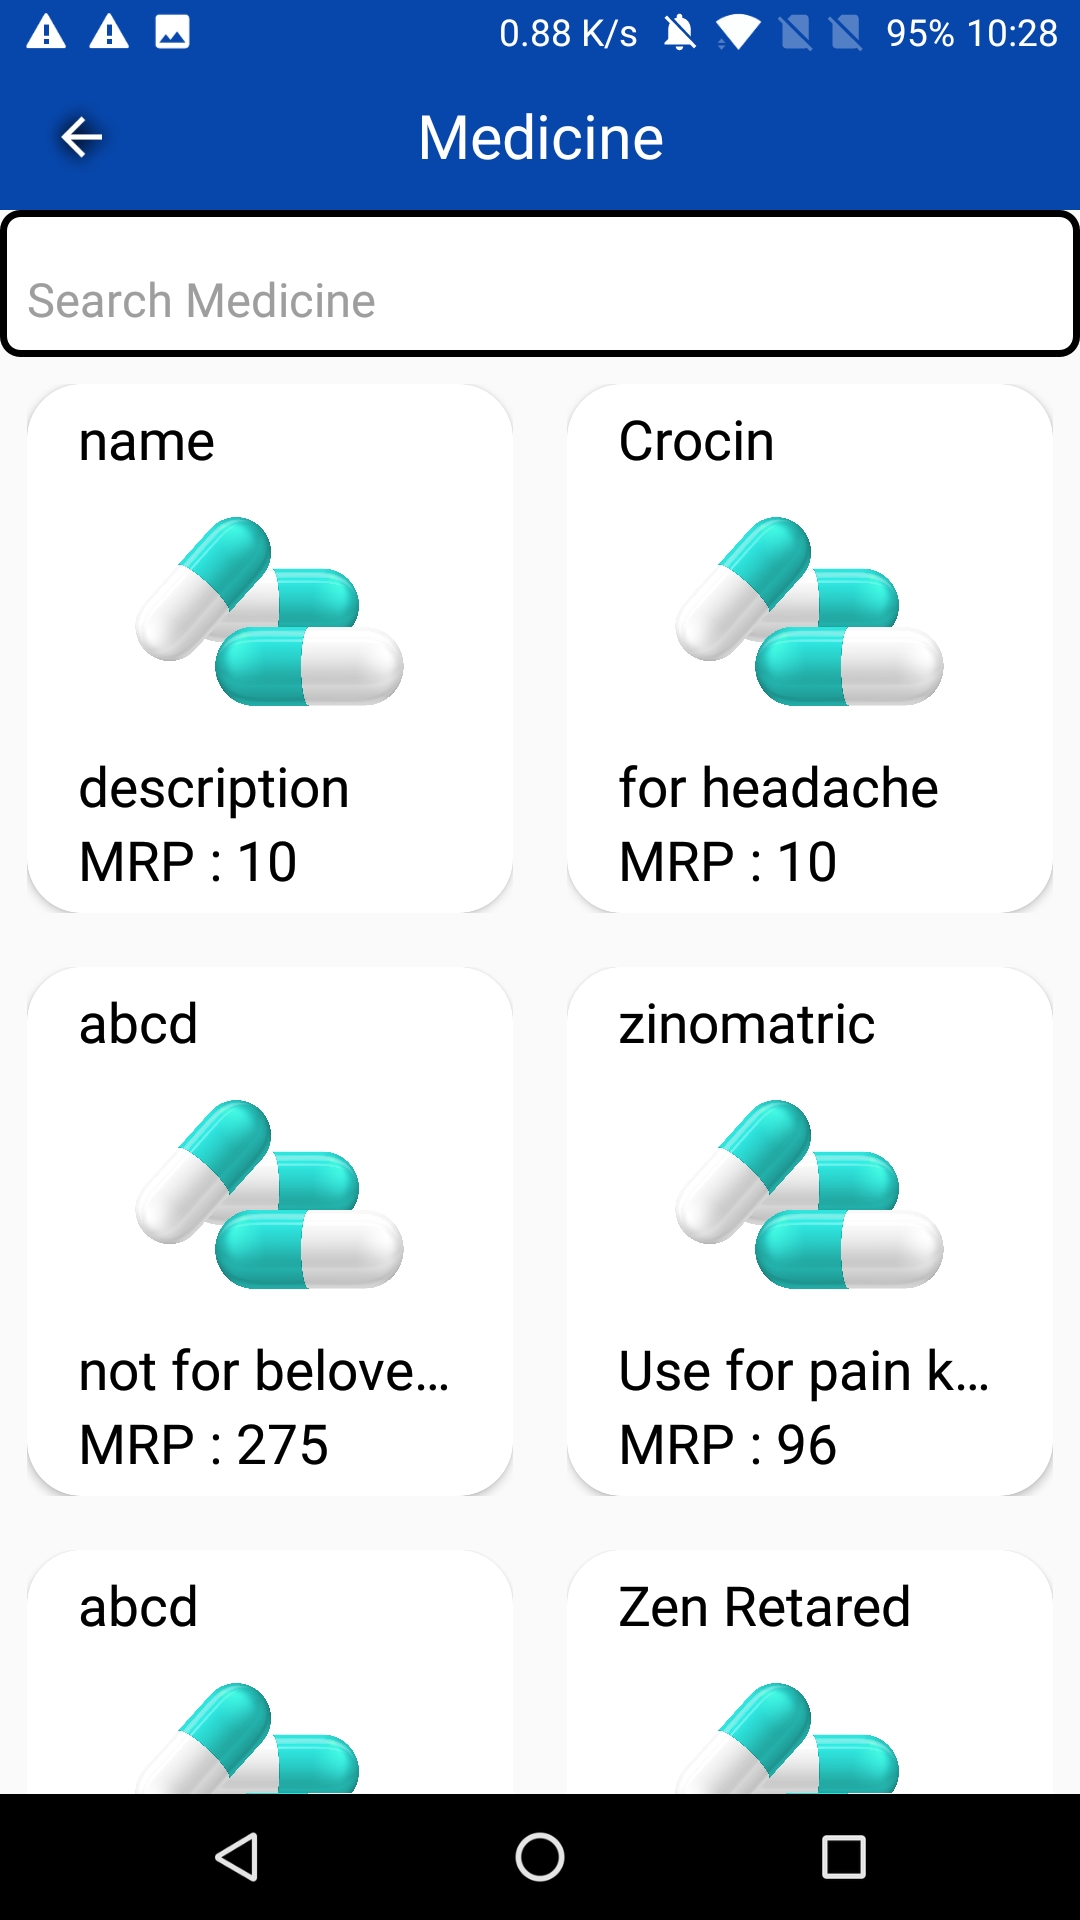 0.88 K/s 95% 10:28
Medicine
Search Medicine
name
Crocin
description
for headache
MRP : 10
MRP : 10
abcd
zinomatric
not for belove...
Use for pain k...
MRP : 275
MRP : 96
abcd
Zen Retared